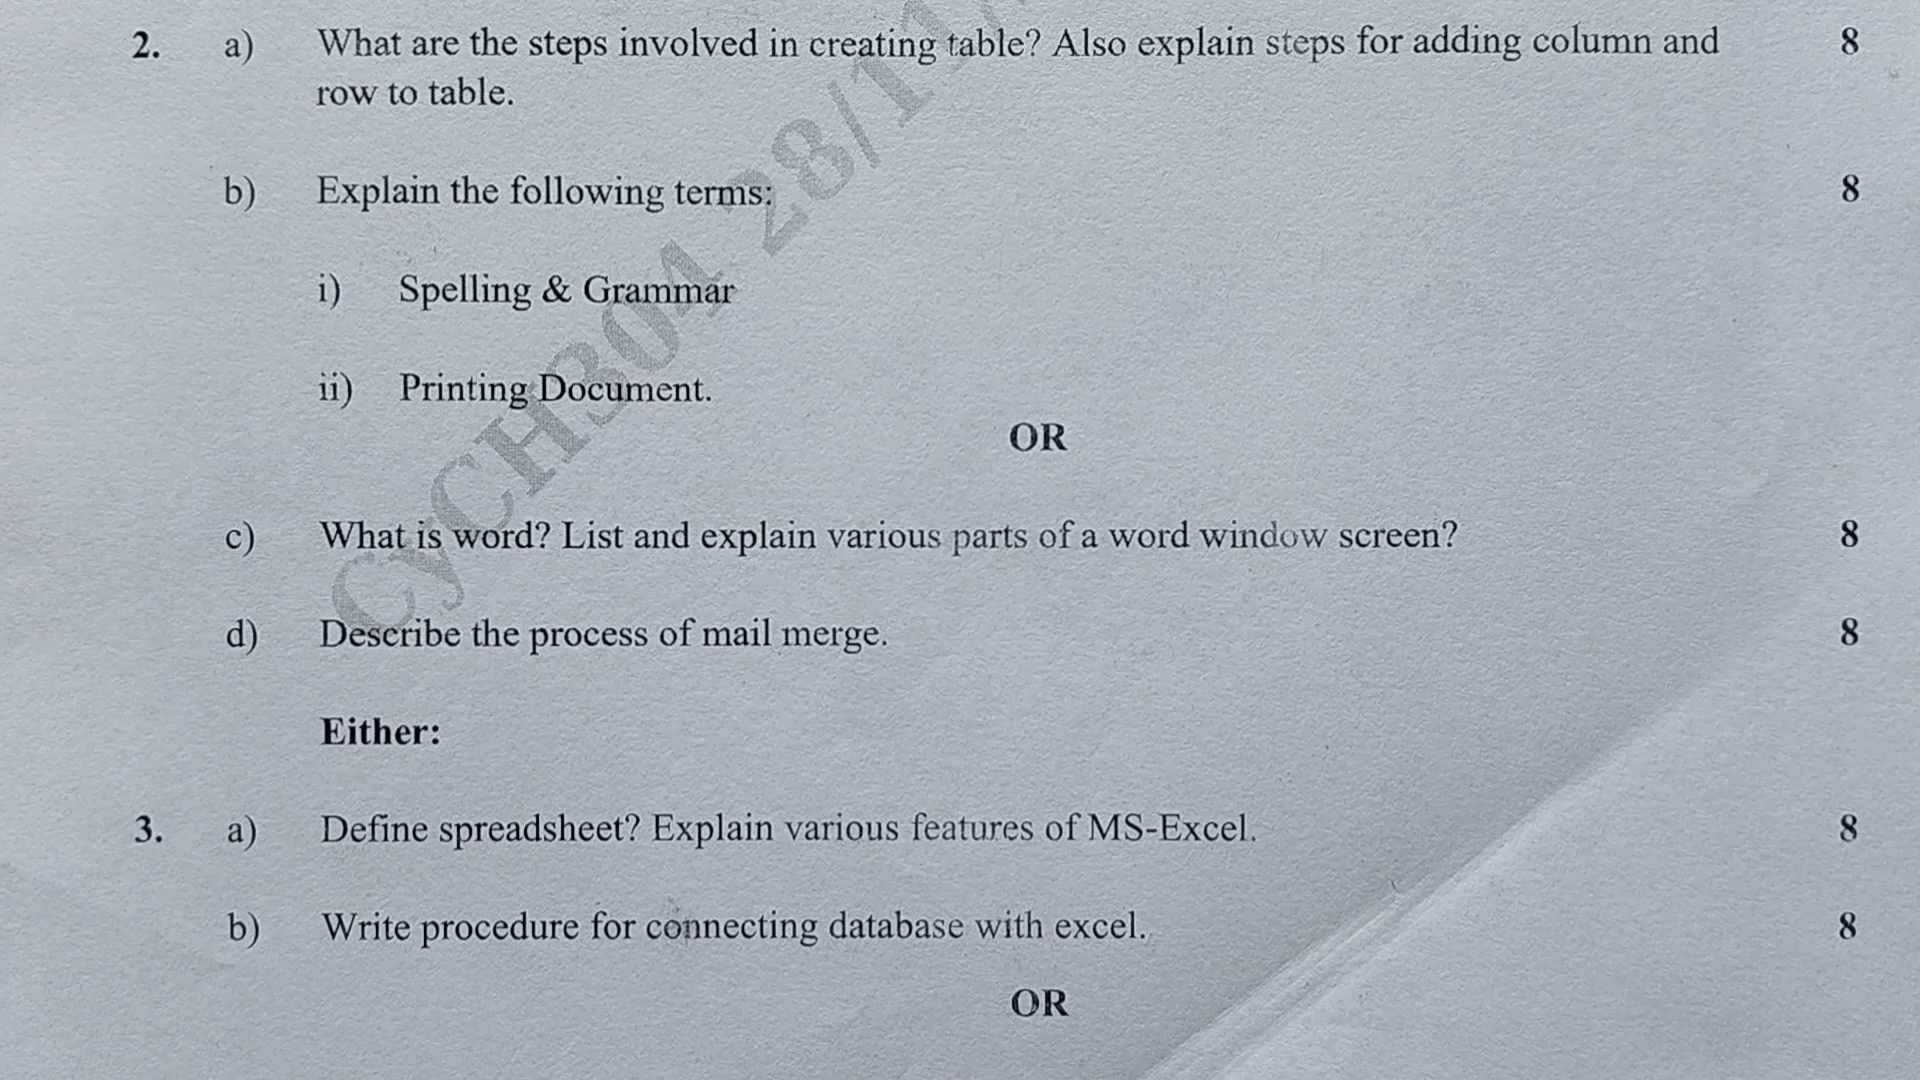 2. a) What are the steps involved in creating table? Also explain steps for adding column and 8
row to table.
b) Explain the following terms: 8
i) Spelling & Grammar
ii) Printing Document.
OR
c) What is word? List and explain various parts of a word window screen? 8
d) Describe the process of mail merge. 8
Either:
3. a) Define spreadsheet? Explain various features of MS-Excel. 8
b) Write procedure for connecting database with excel. 8
OR
CyCH304 28/11/